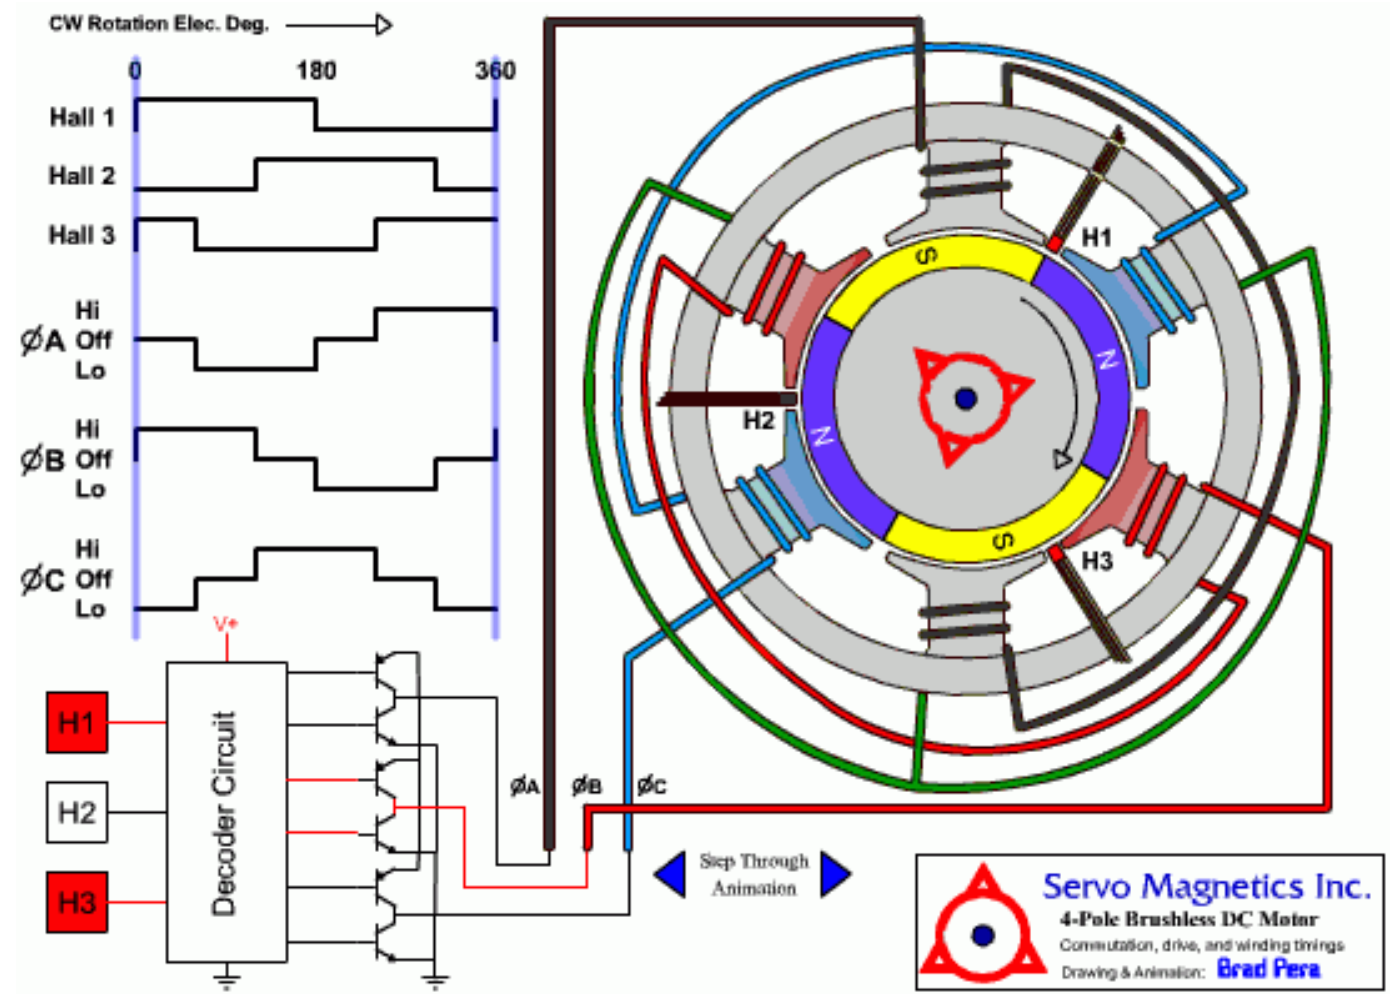 CW Rotation Elec. Deg.
0 180 360
Hall 1
Hall 2
Hall 3
Hi
ØA Off
Lo
Hi
ØB Off
Lo
Hi
ØC Off
Lo
V+
H1
H2
H3
Decoder Circuit
ØA ØB ØC
S
H1
N
H2
N
S
H3
Step Through
Animation
Servo Magnetics Inc.
4-Pole Brushless DC Motor
Commutation, drive, and winding timings
Drawing & Animation: Brad Pera